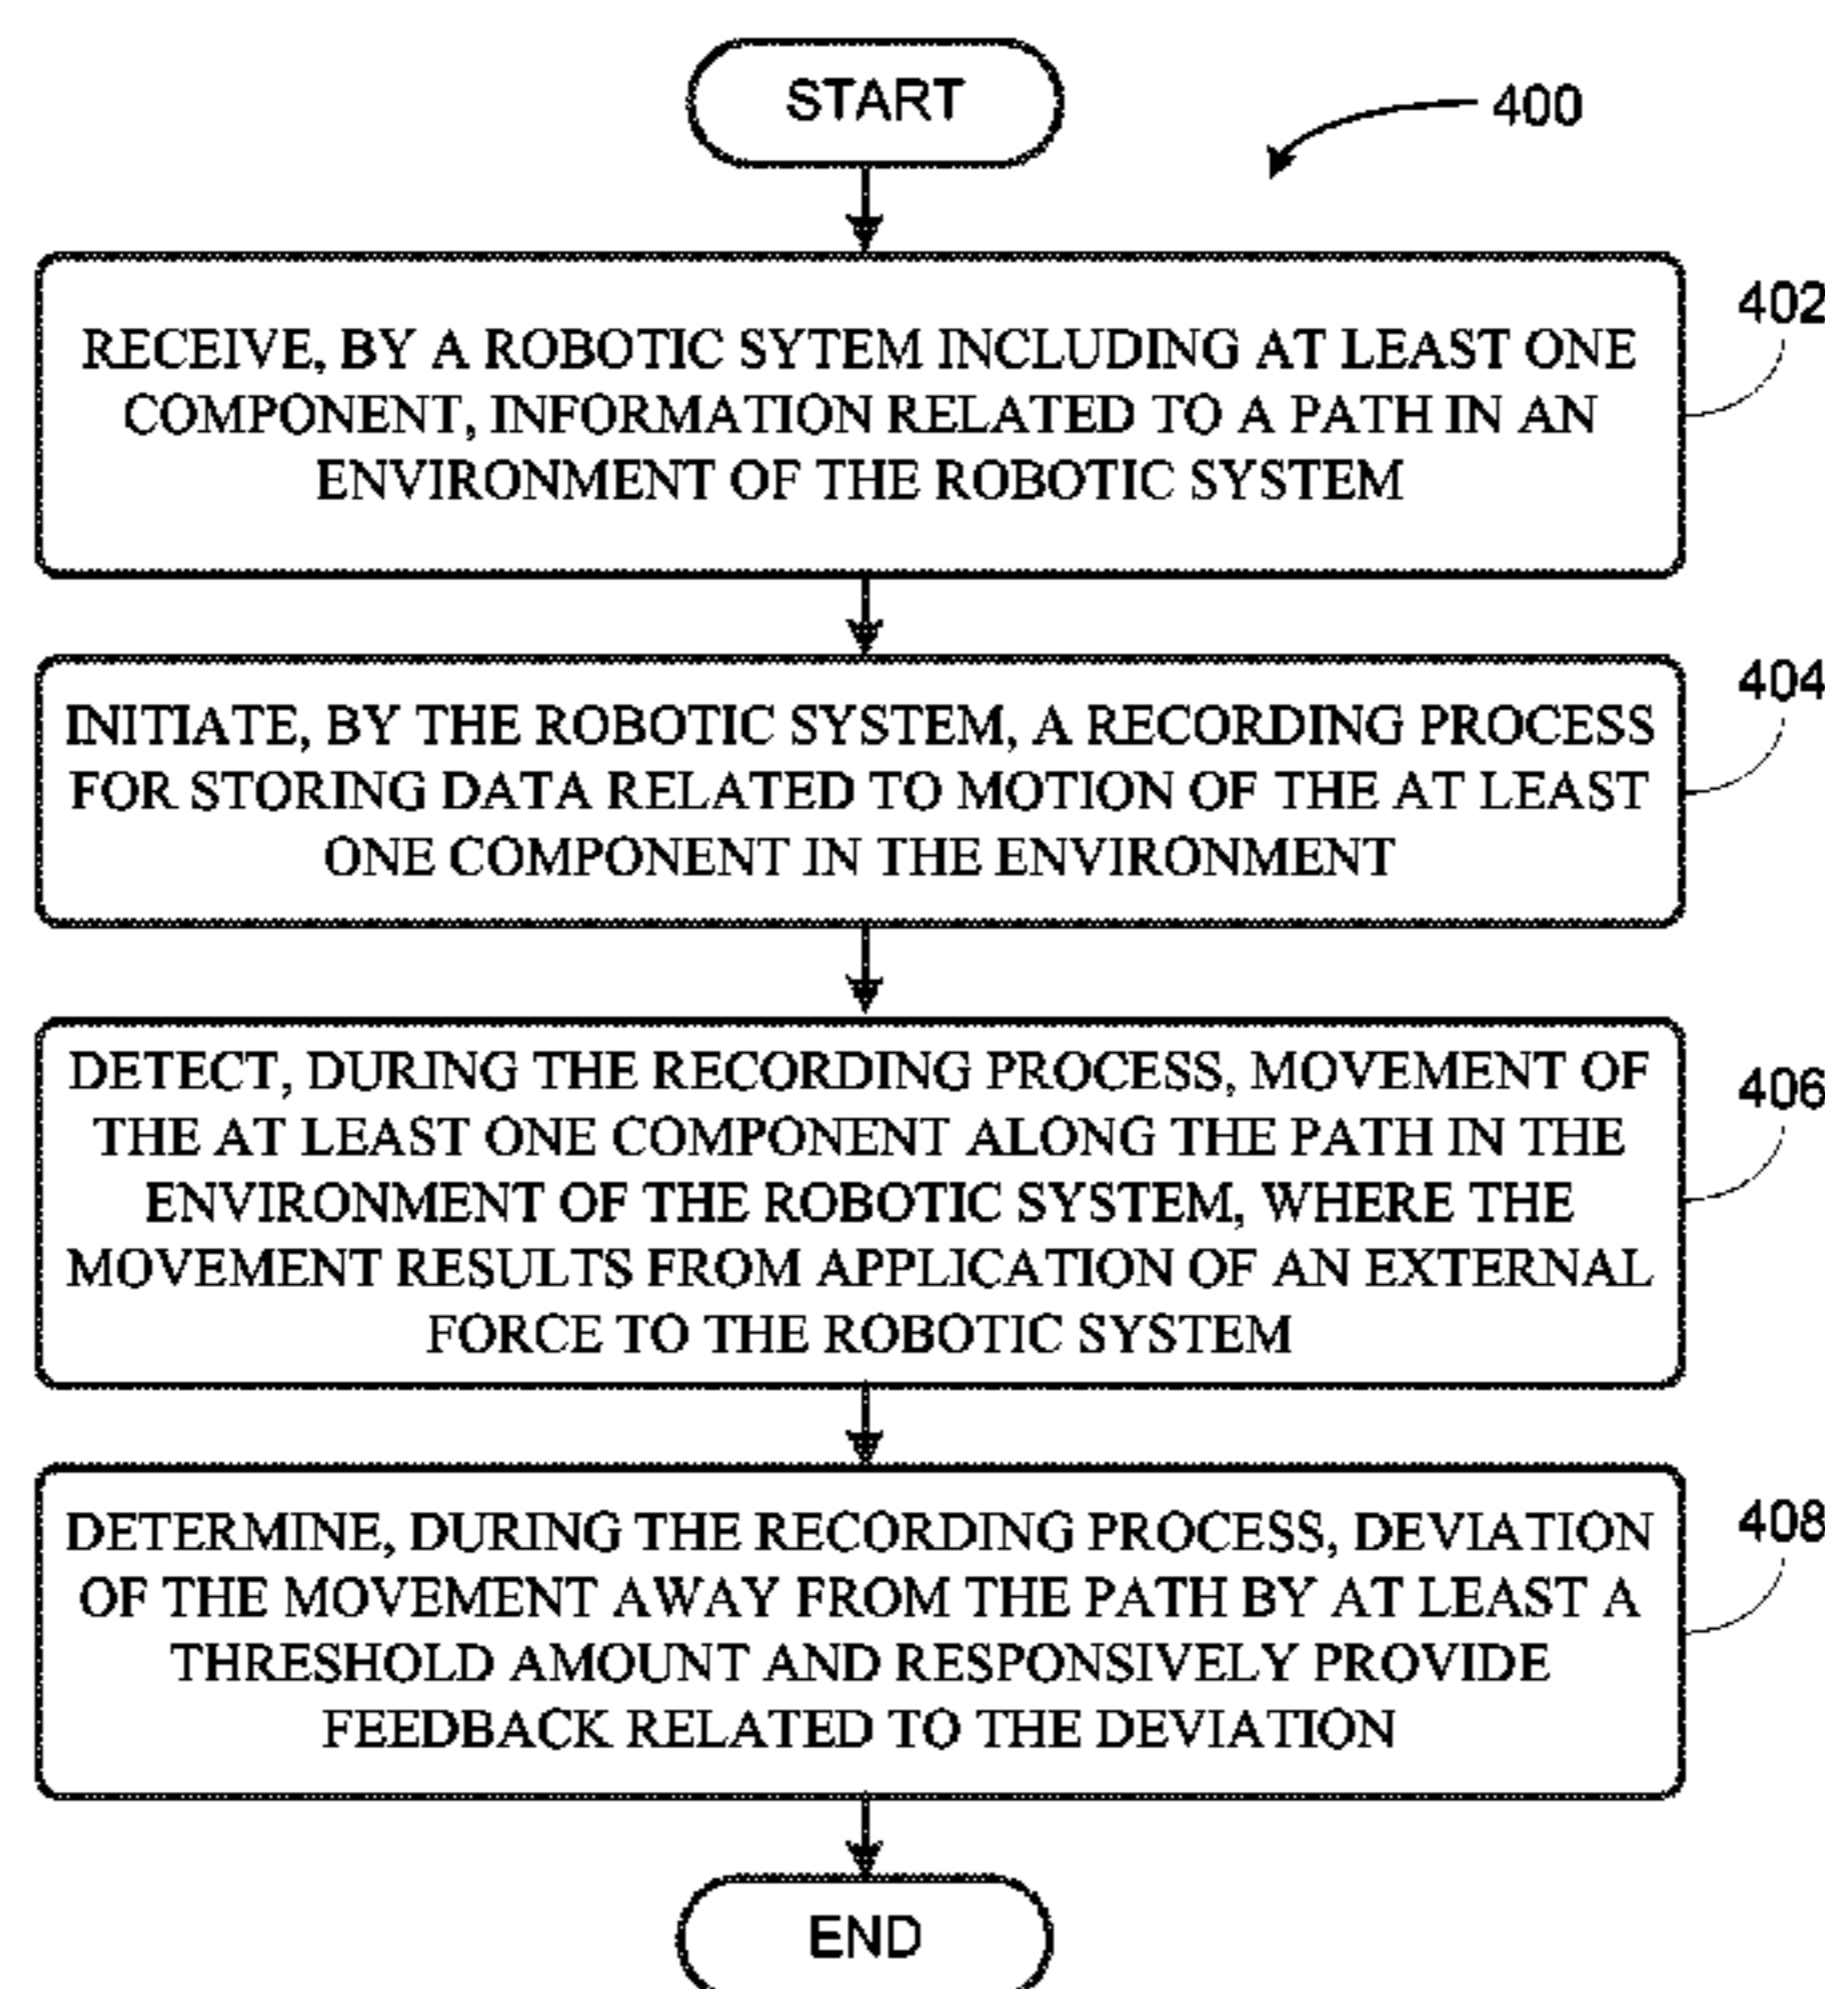 START
400
402
RECEIVE, BY A ROBOTIC SYTEM INCLUDING AT LEAST ONE
COMPONENT, INFORMATION RELATED TO A PATH IN AN
ENVIRONMENT OF THE ROBOTIC SYSTEM
404
INITIATE, BY THE ROBOTIC SYSTEM, A RECORDING PROCESS
FOR STORING DATA RELATED TO MOTION OF THE AT LEAST
ONE COMPONENT IN THE ENVIRONMENT
406
DETECT, DURING THE RECORDING PROCESS, MOVEMENT OF
THE AT LEAST ONE COMPONENT ALONG THE PATH IN THE
ENVIRONMENT OF THE ROBOTIC SYSTEM, WHERE THE
MOVEMENT RESULTS FROM APPLICATION OF AN EXTERNAL
FORCE TO THE ROBOTIC SYSTEM
408
DETERMINE, DURING THE RECORDING PROCESS, DEVIATION
OF THE MOVEMENT AWAY FROM THE PATH BY AT LEAST A
THRESHOLD AMOUNT AND RESPONSIVELY PROVIDE
FEEDBACK RELATED TO THE DEVIATION
END